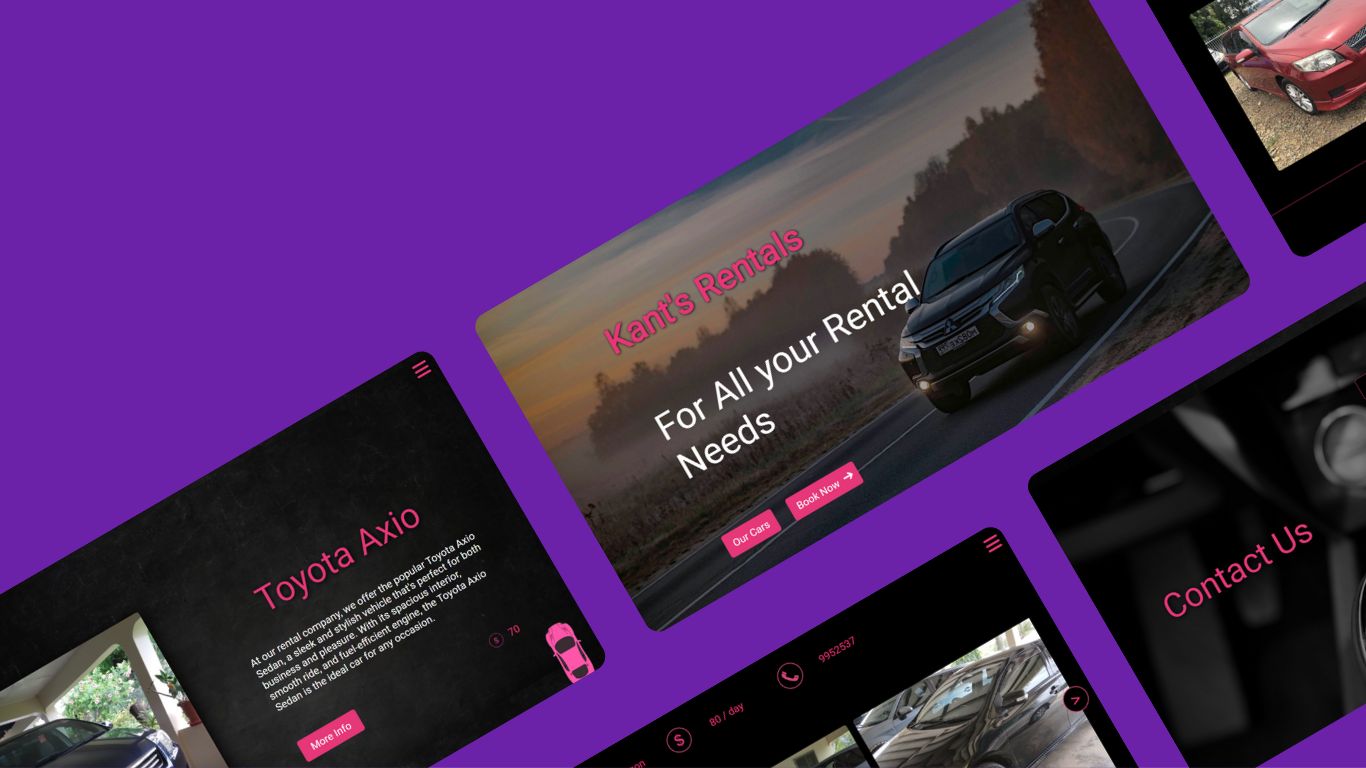 Kant's Rentals
For All your Rental
Needs
Our Cars
Book Now
Toyota Axio
At our rental company, we offer the popular Toyota Axio
Sedan, a sleek and stylish vehicle that's perfect for both
business and pleasure. With its spacious interior,
smooth ride, and fuel-efficient engine, the Toyota Axio
Sedan is the ideal car for any occasion.
$ 70
More Info
9952537
$ 80 / day
Contact Us